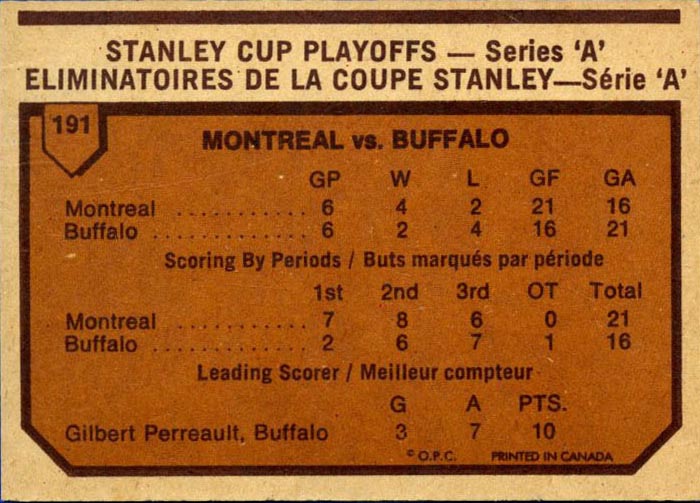 STANLEY CUP PLAYOFFS — Series 'A'
ELIMINATOIRES DE LA COUPE STANLEY—Série 'A'
191
MONTREAL vs. BUFFALO
GP W L GF GA
Montreal ............ 6 4 2 21 16
Buffalo .............. 6 2 4 16 21
Scoring By Periods / Buts marqués par période
1st 2nd 3rd OT Total
Montreal ............ 7 8 6 0 21
Buffalo .............. 2 6 7 1 16
Leading Scorer / Meilleur compteur
G A PTS.
Gilbert Perreault, Buffalo 3 7 10
© O.P.C. PRINTED IN CANADA